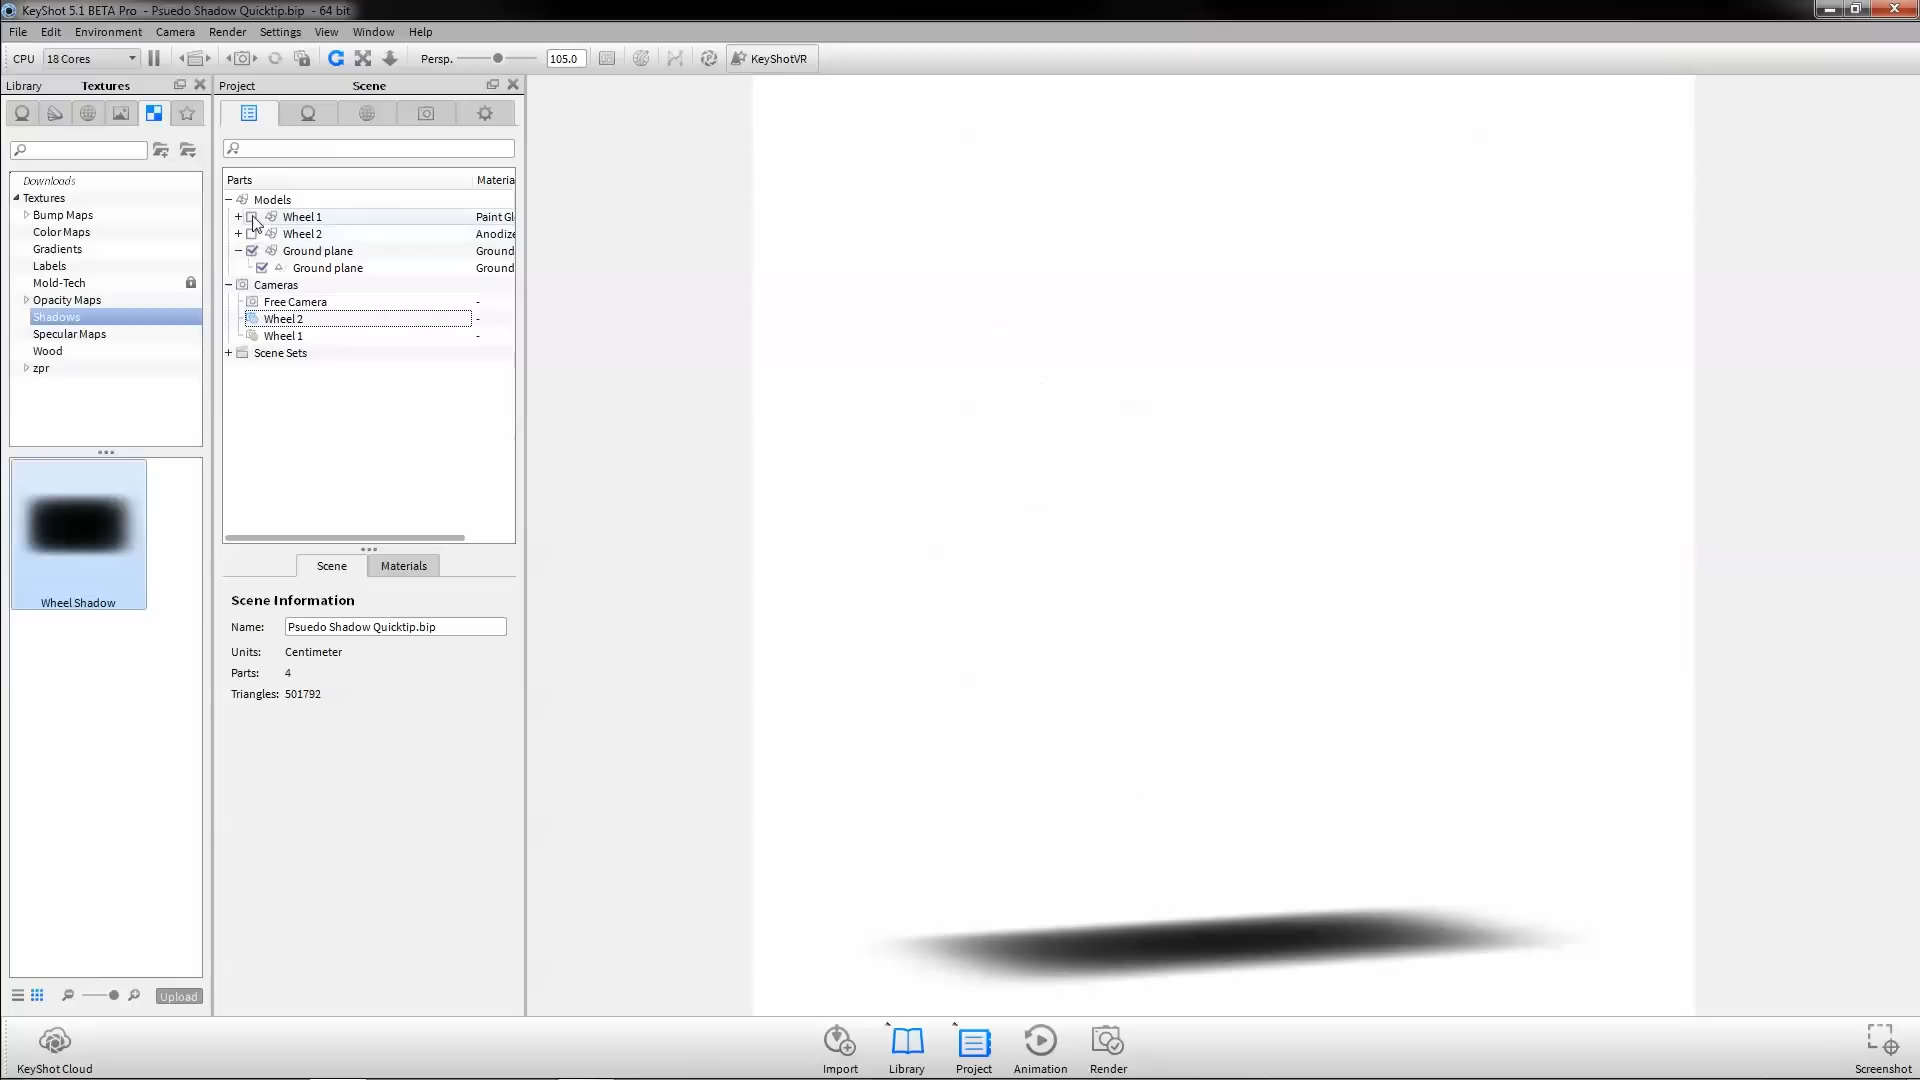 KeyShot 5.1 BETA Pro - Psuedo Shadow Quicktip.bip - 64 bit
File Edit Environment Camera Render Settings View Window Help
CPU 18 Cores Persp. 105.0 KeyShotVR
Library Textures
Downloads
Textures
Bump Maps
Color Maps
Gradients
Labels
Mold-Tech
Opacity Maps
Shadows
Specular Maps
Wood
zpr
Wheel Shadow
Upload
Project Scene
Parts Materia
Models
Wheel 1 Paint Gl
Wheel 2 Anodize
Ground plane Ground
Ground plane Ground
Cameras
Free Camera -
Wheel 2 -
Wheel 1 -
Scene Sets
Scene Materials
Scene Information
Name: Psuedo Shadow Quicktip.bip
Units: Centimeter
Parts: 4
Triangles: 501792
KeyShot Cloud Import Library Project Animation Render Screenshot